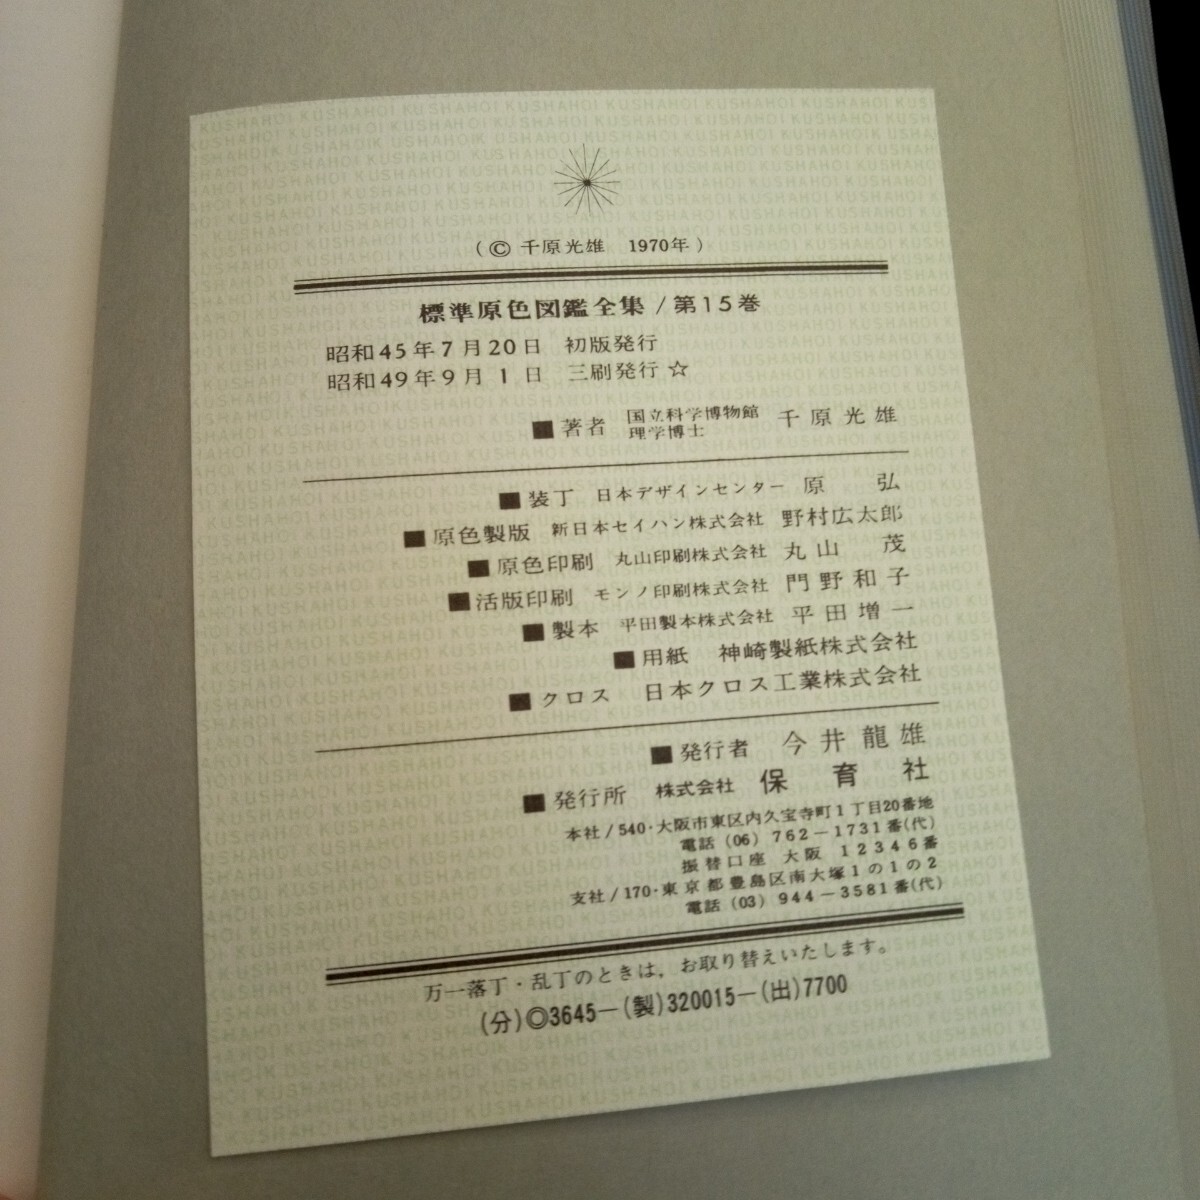 (© 千原光雄 1970年)
標準原色図鑑全集/第15巻
昭和45年7月20日 初版発行
昭和49年9月1日 三刷発行☆
■著者 国立科学博物館 理学博士 千原光雄
■装丁 日本デザインセンター 原 弘
■原色製版 新日本セイハン株式会社 野村広太郎
■原色印刷 丸山印刷株式会社 丸山 茂
■活版印刷 モンノ印刷株式会社 門野和子
■製本 平田製本株式会社 平田増一
■用紙 神崎製紙株式会社
■クロス 日本クロス工業株式会社
■発行者 今井龍雄
■発行所 株式会社 保育社
本社/540・大阪市東区内久宝寺町1丁目20番地
電話(06)762-1731番(代)
振替口座 大阪 12346番
支社/170・東京都豊島区南大塚1の1の2
電話(03)944-3581番(代)
万一落丁・乱丁のときは,お取り替えいたします。
(分)◎3645-(製)320015-(出)7700